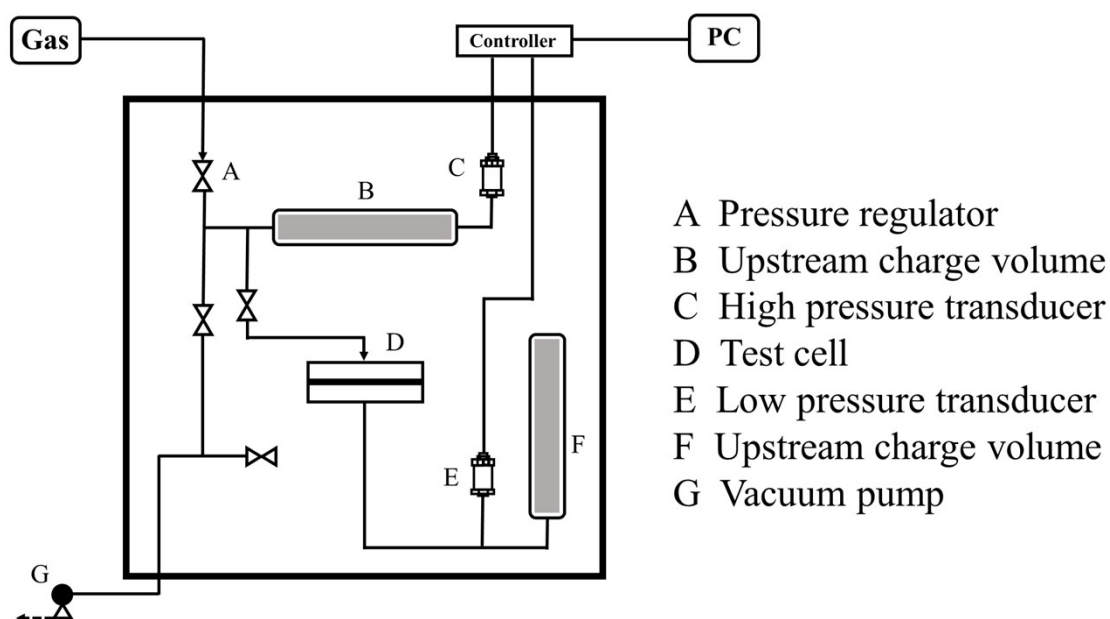 Gas
Controller
PC
A
B
C
D
E
F
G
A Pressure regulator
B Upstream charge volume
C High pressure transducer
D Test cell
E Low pressure transducer
F Upstream charge volume
G Vacuum pump